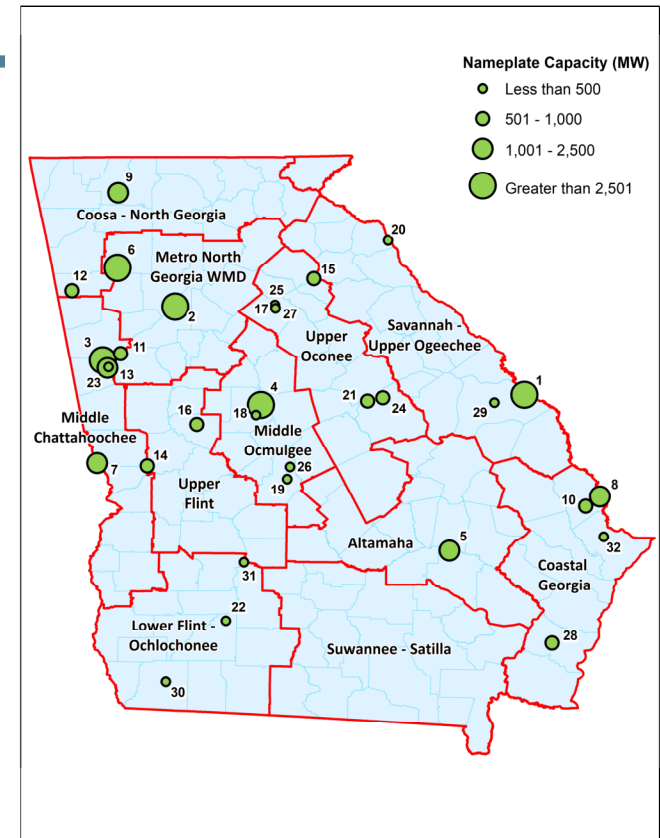 Nameplate Capacity (MW)
Less than 500
501 - 1,000
1,001 - 2,500
Greater than 2,501
9
Coosa - North Georgia
20
6
Metro North
Georgia WMD
12
15
25
17
27
2
Savannah -
Upper Ogeechee
Upper
Oconee
3
11
13
23
4
1
21
24
29
16
18
Middle
Chattahoochee
Middle
Ocmulgee
14
7
26
19
Upper
Flint
8
10
32
Altamaha
5
Coastal
Georgia
31
22
Lower Flint -
Ochlochonee
Suwannee - Satilla
28
30